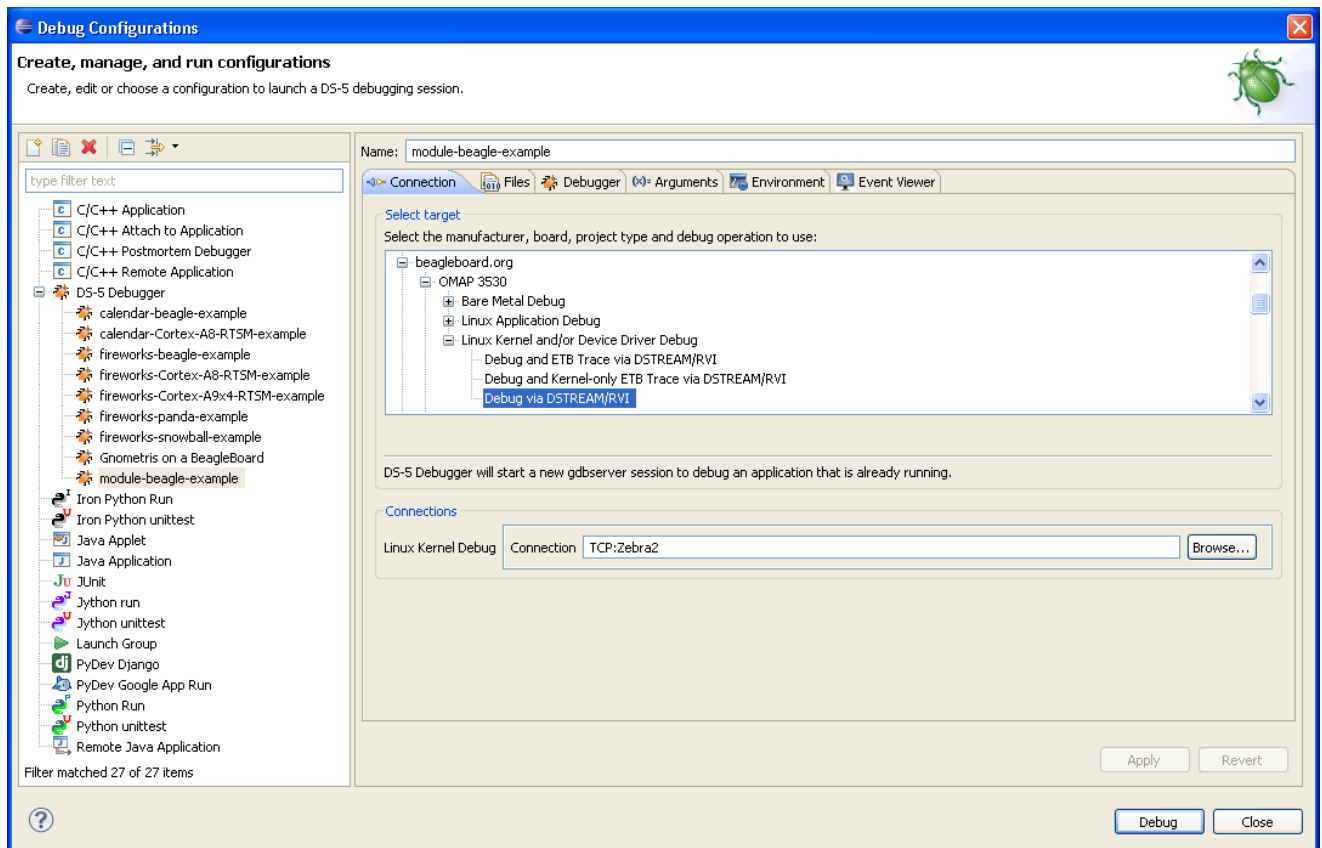 Debug Configurations
Create, manage, and run configurations
Create, edit or choose a configuration to launch a DS-5 debugging session.
type filter text
C/C++ Application
C/C++ Attach to Application
C/C++ Postmortem Debugger
C/C++ Remote Application
DS-5 Debugger
calendar-beagle-example
calendar-Cortex-A8-RTSM-example
fireworks-beagle-example
fireworks-Cortex-A8-RTSM-example
fireworks-Cortex-A9x4-RTSM-example
fireworks-panda-example
fireworks-snowball-example
Gnometris on a BeagleBoard
module-beagle-example
Iron Python Run
Iron Python unittest
Java Applet
Java Application
JUnit
Jython run
Jython unittest
Launch Group
PyDev Django
PyDev Google App Run
Python Run
Python unittest
Remote Java Application
Filter matched 27 of 27 items
Name: module-beagle-example
Connection Files Debugger (x)= Arguments Environment Event Viewer
Select target
Select the manufacturer, board, project type and debug operation to use:
beagleboard.org
OMAP 3530
Bare Metal Debug
Linux Application Debug
Linux Kernel and/or Device Driver Debug
Debug and ETB Trace via DSTREAM/RVI
Debug and Kernel-only ETB Trace via DSTREAM/RVI
Debug via DSTREAM/RVI
DS-5 Debugger will start a new gdbserver session to debug an application that is already running.
Connections
Linux Kernel Debug Connection TCP:Zebra2 Browse...
Apply Revert
Debug Close